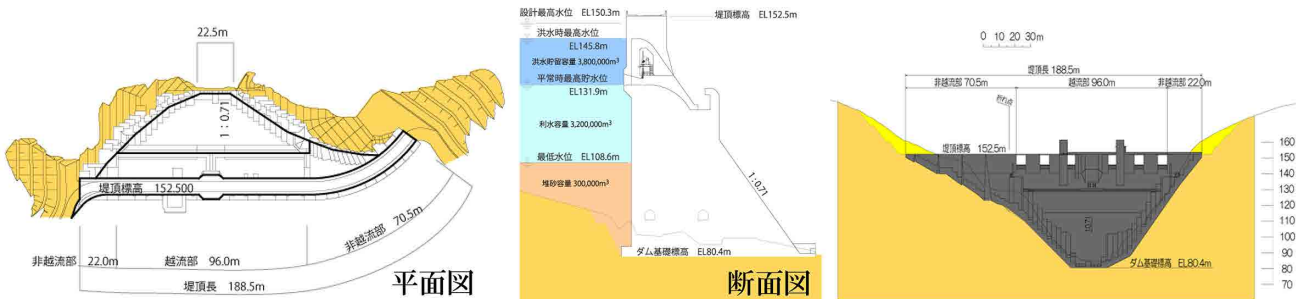 22.5m
1：0.71
堤頂標高 152.500
非越流部 70.5m
非越流部 22.0m
越流部 96.0m
堤頂長 188.5m
平面図
設計最高水位 EL150.3m
堤頂標高 EL152.5m
洪水時最高水位
EL145.8m
洪水貯留容量 3,800,000m³
平常時最高貯水位
EL131.9m
利水容量 3,200,000m³
最低水位 EL108.6m
堆砂容量 300,000m³
1：0.71
ダム基礎標高 EL80.4m
断面図
0 10 20 30m
堤頂長 188.5m
非越流部 70.5m
越流部 96.0m
非越流部 22.0m
折れ点
堤頂標高 152.5m
1:0.71
ダム基礎標高 EL80.4m
160
150
140
130
120
110
100
90
80
70